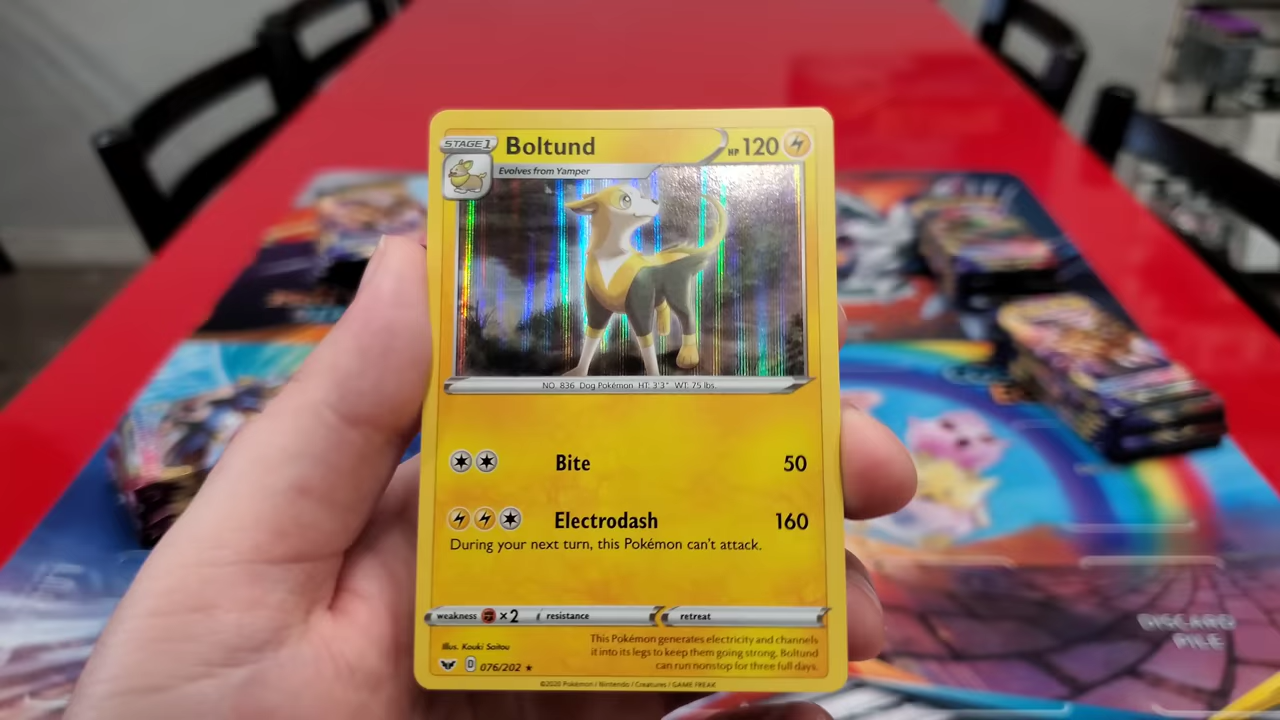 STAGE 1
Boltund
HP 120
Evolves from Yamper
NO. 836 Dog Pokémon HT: 3'3" WT: 75 lbs.
Bite 50
Electrodash 160
During your next turn, this Pokémon can't attack.
weakness ×2 resistance retreat
Illus. Kouki Saitou
This Pokémon generates electricity and channels
it into its legs to keep them going strong. Boltund
can run nonstop for three full days.
D 076/202 ★
©2020 Pokémon / Nintendo / Creatures / GAME FREAK
DISCARD
PILE